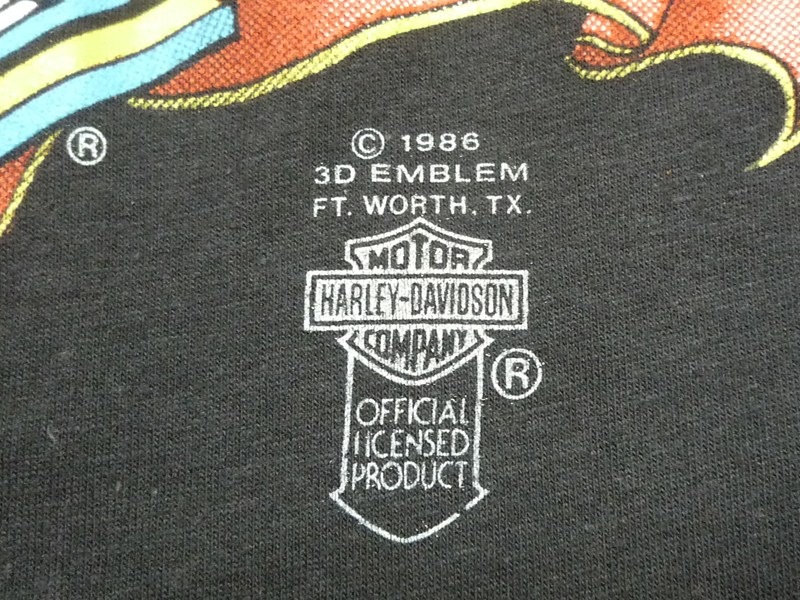 ®
© 1986
3D EMBLEM
FT. WORTH, TX.
MOTOR
HARLEY-DAVIDSON
COMPANY
®
OFFICIAL
LICENSED
PRODUCT